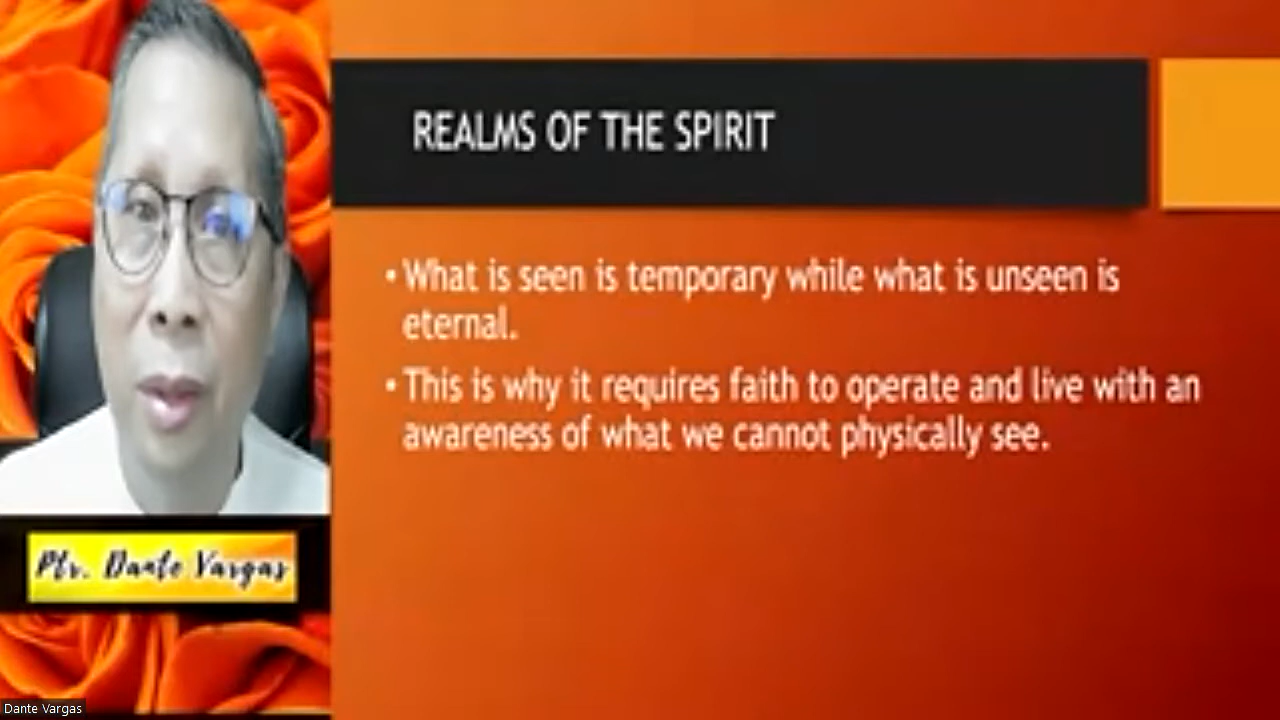 REALMS OF THE SPIRIT
• What is seen is temporary while what is unseen is
eternal.
• This is why it requires faith to operate and live with an
awareness of what we cannot physically see.
Ptr. Dante Vargas
Dante Vargas